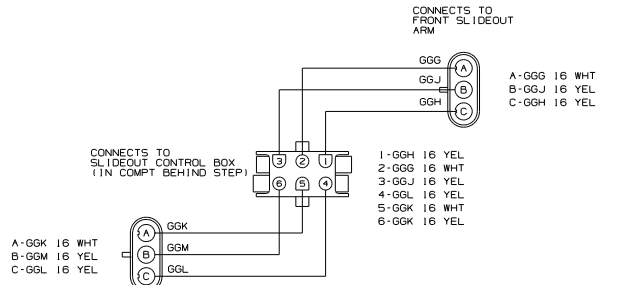 CONNECTS TO
FRONT SLIDEOUT
ARM
GGG
GGJ
GGH
A
B
C
A-GGG 16 WHT
B-GGJ 16 YEL
C-GGH 16 YEL
CONNECTS TO
SLIDEOUT CONTROL BOX
(IN COMPT BEHIND STEP)
3 2 1
6 5 4
1-GGH 16 YEL
2-GGG 16 WHT
3-GGJ 16 YEL
4-GGL 16 YEL
5-GGK 16 WHT
6-GGK 16 YEL
A-GGK 16 WHT
B-GGM 16 YEL
C-GGL 16 YEL
A
B
C
GGK
GGM
GGL